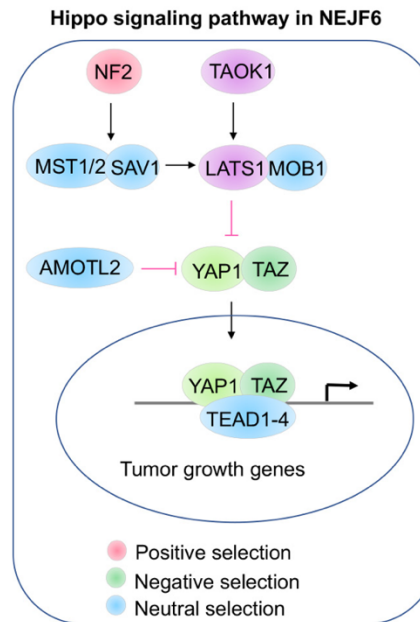 Hippo signaling pathway in NEJF6
NF2 TAOK1
MST1/2 SAV1 LATS1 MOB1
AMOTL2 YAP1 TAZ
YAP1 TAZ
TEAD1-4
Tumor growth genes
Positive selection
Negative selection
Neutral selection